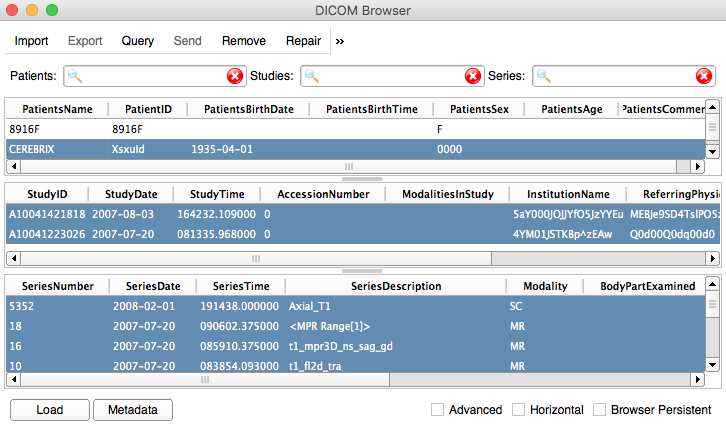 DICOM Browser
Import Export Query Send Remove Repair »
Patients: Studies: Series:
PatientsName PatientID PatientsBirthDate PatientsBirthTime PatientsSex PatientsAge PatientsCommen
8916F 8916F F
CEREBRIX XsxuId 1935-04-01 0000
StudyID StudyDate StudyTime AccessionNumber ModalitiesInStudy InstitutionName ReferringPhysi
A10041421818 2007-08-03 164232.109000 0 5aY000JOJJYfO5JzYYEu MEBJe9SD4TslPO5z
A10041223026 2007-07-20 081335.968000 0 4YM01JSTKBp^zEAw Q0d00Q0dq00d0
SeriesNumber SeriesDate SeriesTime SeriesDescription Modality BodyPartExamined
5352 2008-02-01 191438.000000 Axial_T1 SC
18 2007-07-20 090602.375000 <MPR Range[1]> MR
16 2007-07-20 085910.375000 t1_mpr3D_ns_sag_gd MR
10 2007-07-20 083854.093000 t1_fl2d_tra MR
Load Metadata Advanced Horizontal Browser Persistent